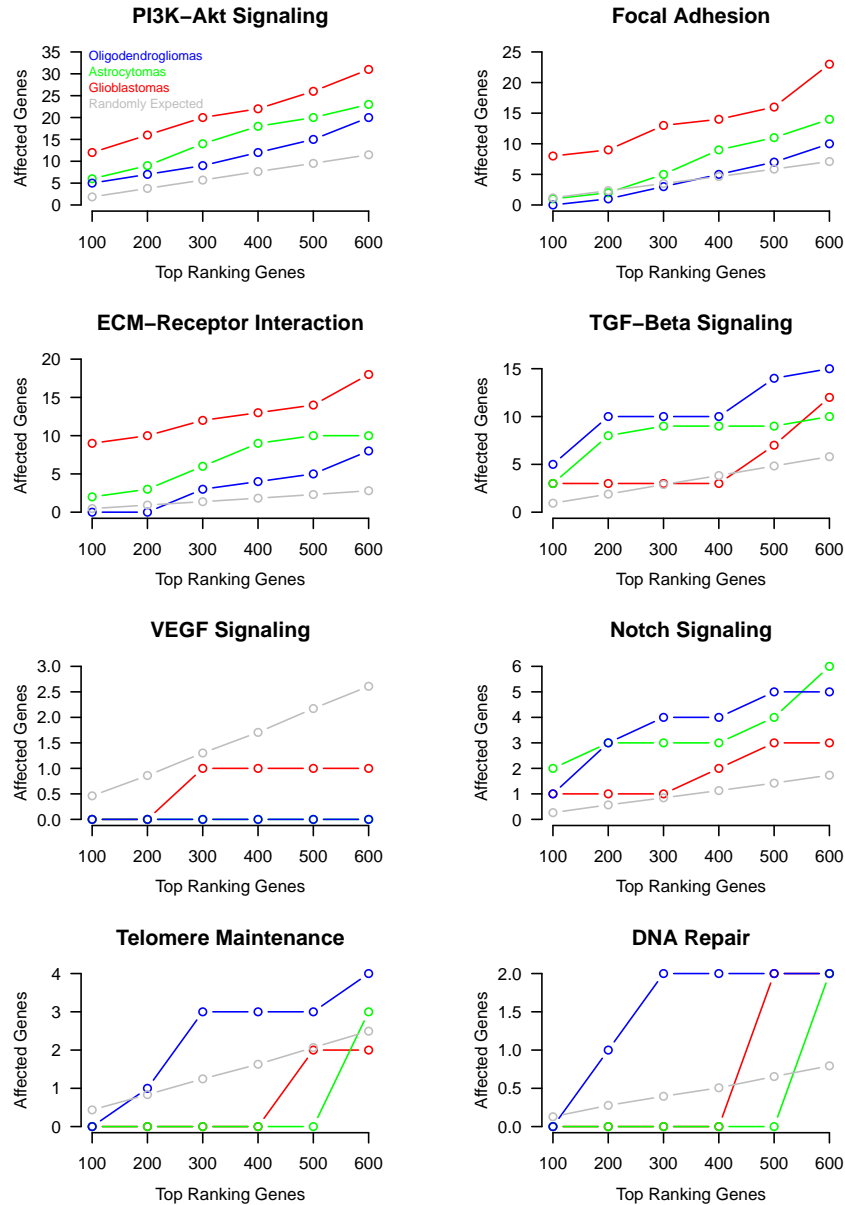 PI3K−Akt Signaling
Affected Genes
35
30
25
20
15
10
5
0
Oligodendrogliomas
Astrocytomas
Glioblastomas
Randomly Expected
100 200 300 400 500 600
Top Ranking Genes
Focal Adhesion
Affected Genes
25
20
15
10
5
0
100 200 300 400 500 600
Top Ranking Genes
ECM−Receptor Interaction
Affected Genes
20
15
10
5
0
100 200 300 400 500 600
Top Ranking Genes
TGF−Beta Signaling
Affected Genes
15
10
5
0
100 200 300 400 500 600
Top Ranking Genes
VEGF Signaling
Affected Genes
3.0
2.5
2.0
1.5
1.0
0.5
0.0
100 200 300 400 500 600
Top Ranking Genes
Notch Signaling
Affected Genes
6
5
4
3
2
1
0
100 200 300 400 500 600
Top Ranking Genes
Telomere Maintenance
Affected Genes
4
3
2
1
0
100 200 300 400 500 600
Top Ranking Genes
DNA Repair
Affected Genes
2.0
1.5
1.0
0.5
0.0
100 200 300 400 500 600
Top Ranking Genes